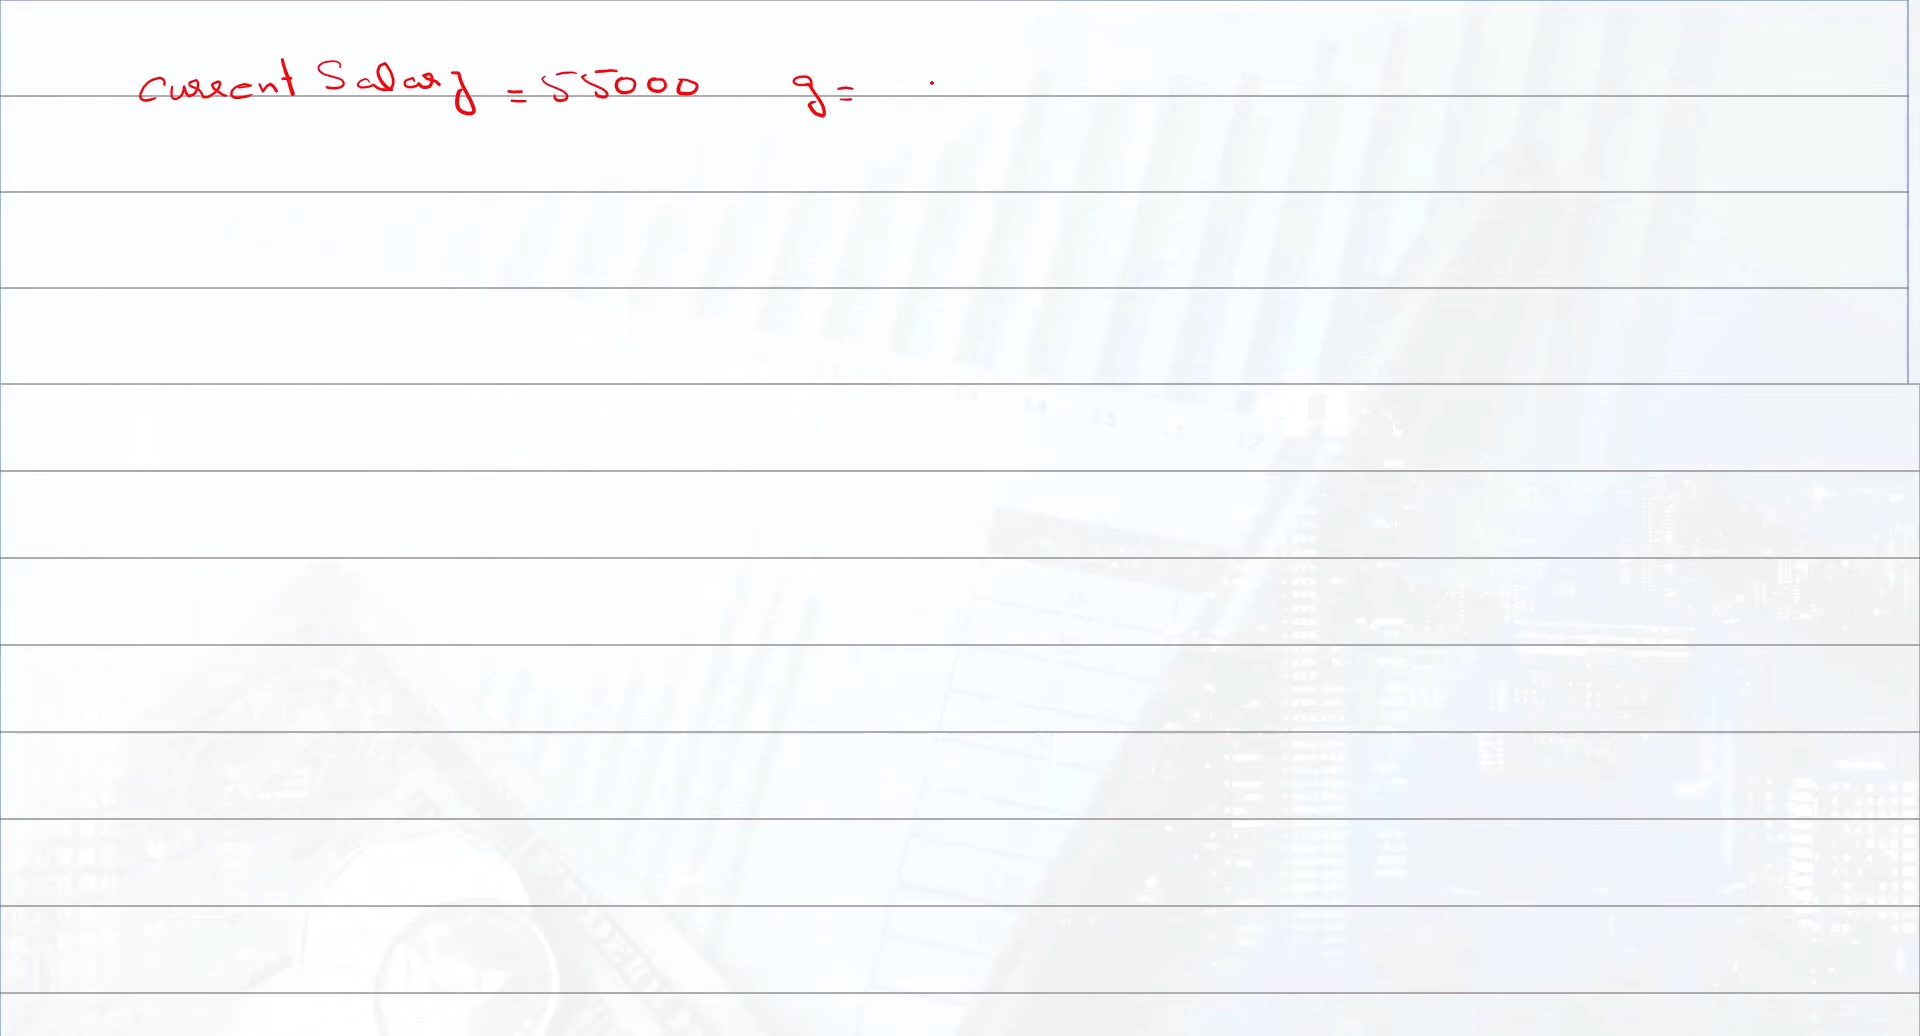 Current Salary = 55000 g =